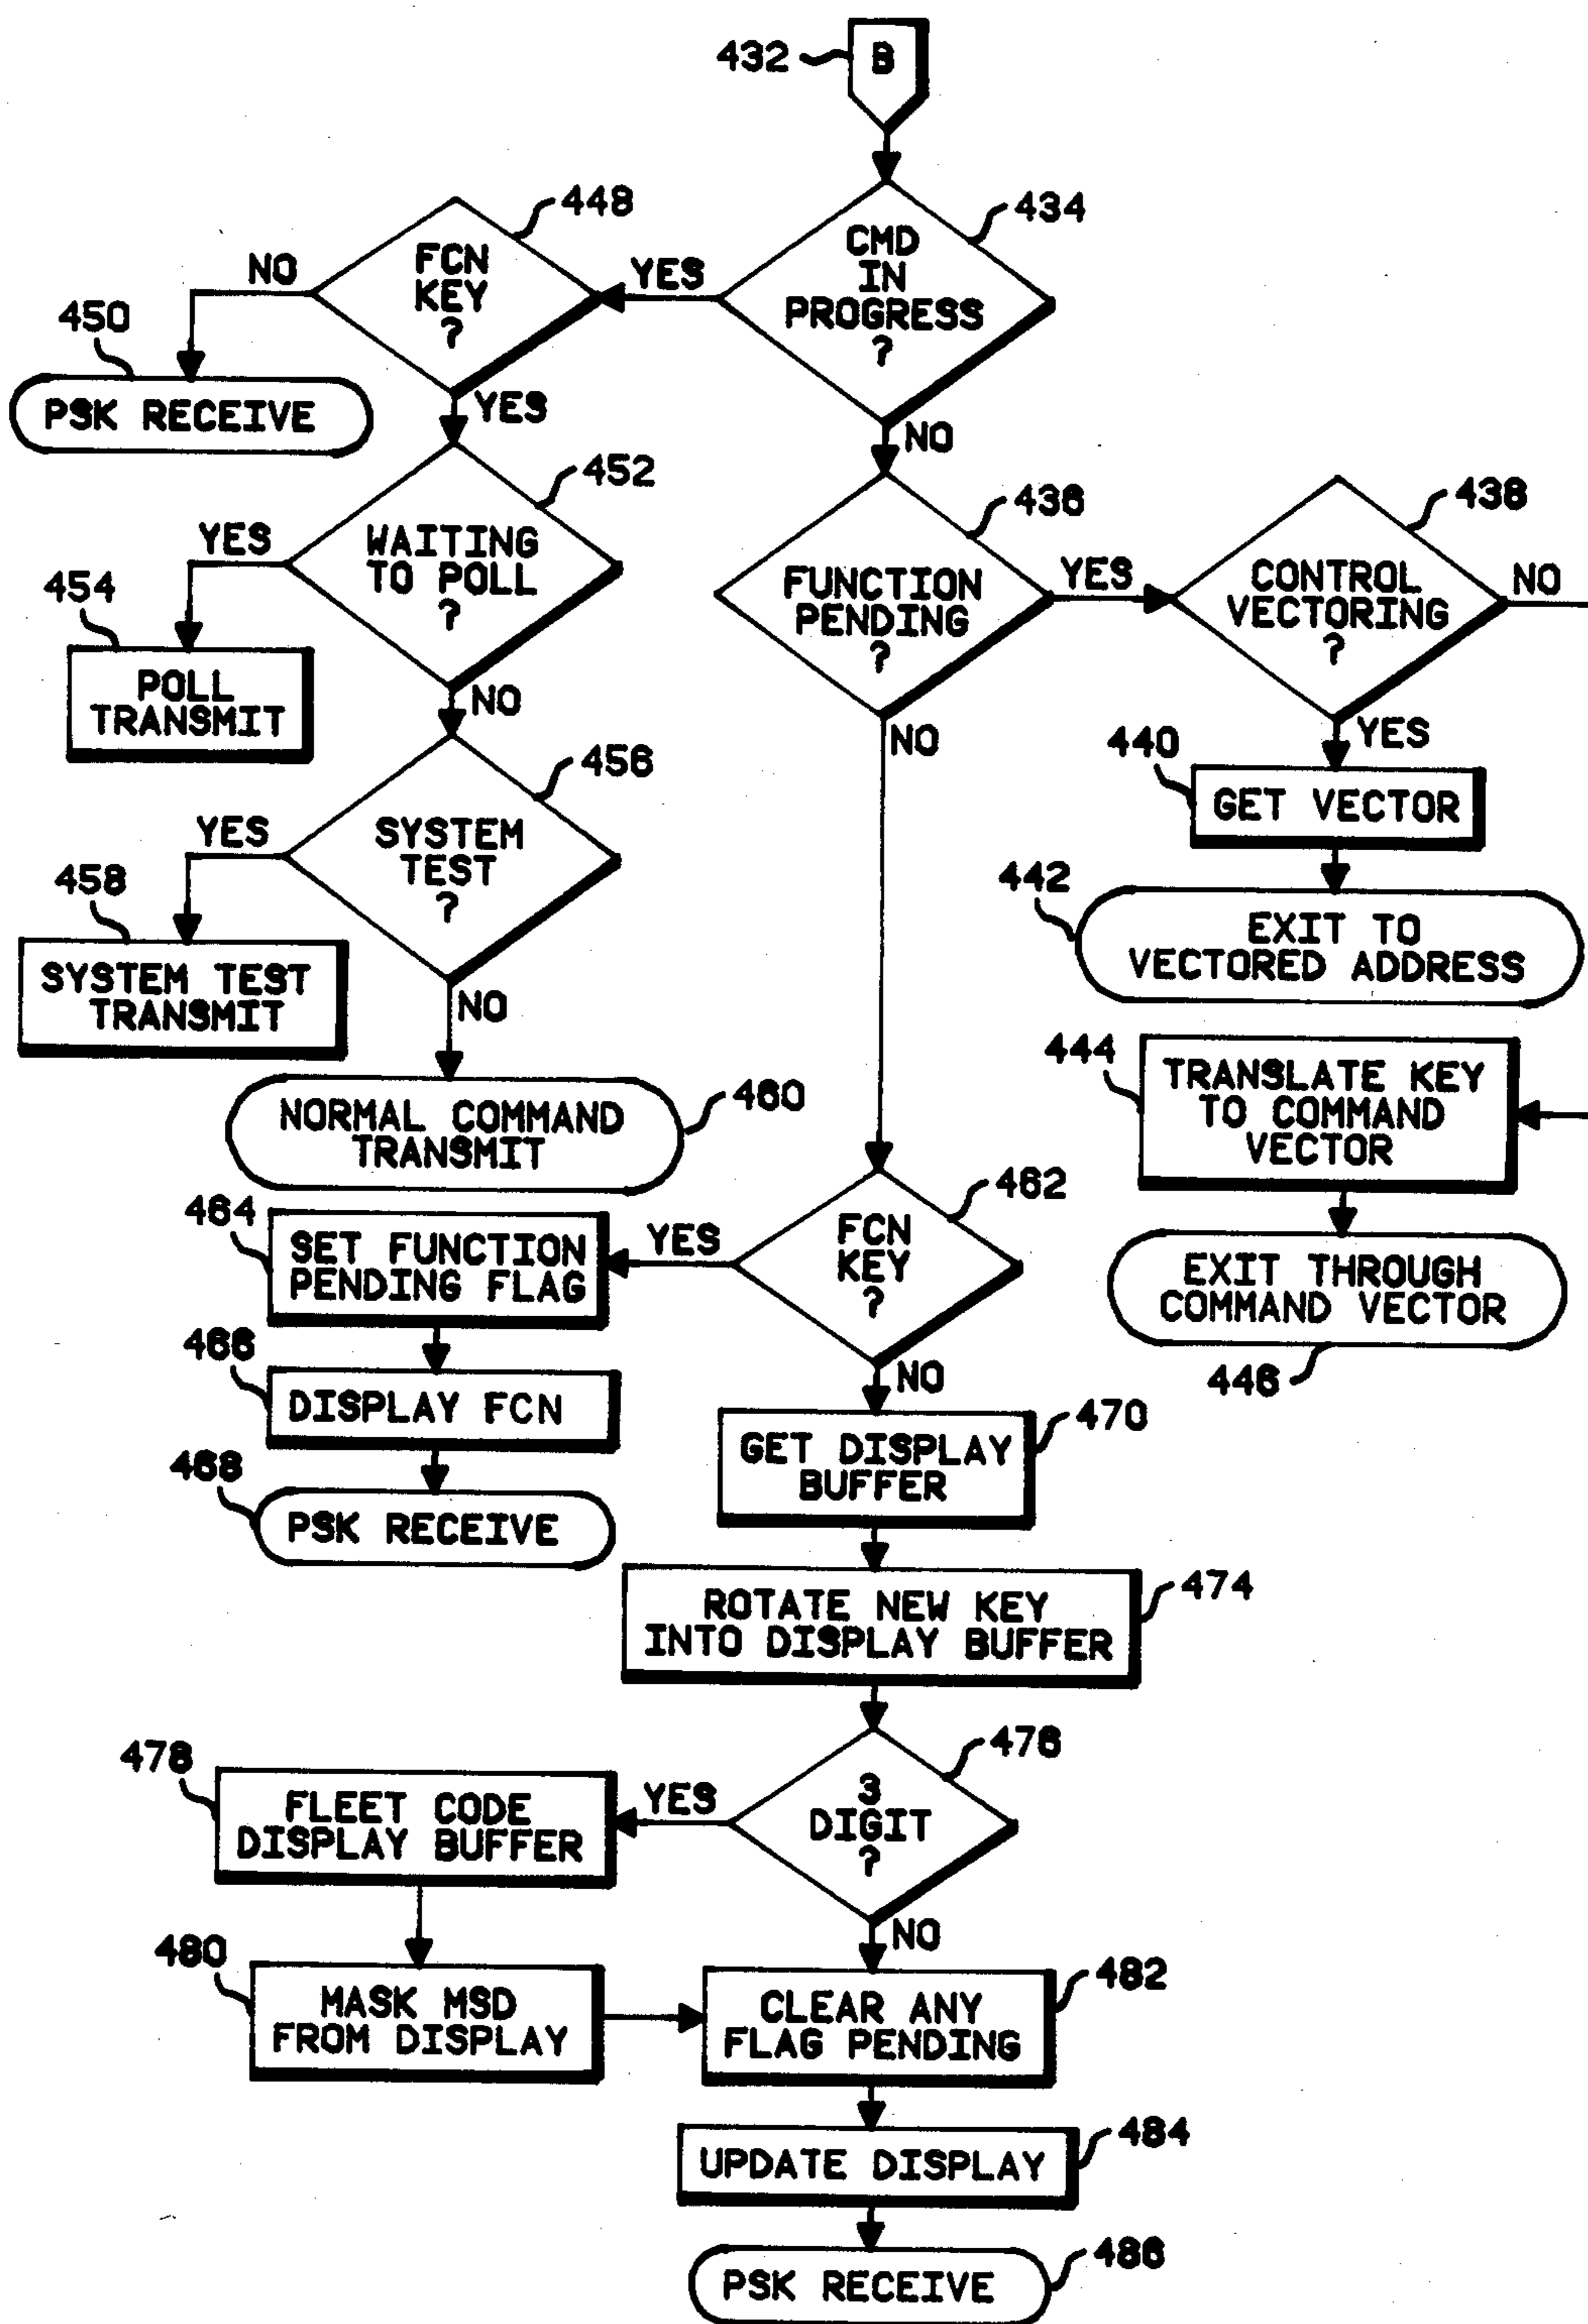 432
B
448
434
FCN
KEY
?
NO
YES
CMD
IN
PROGRESS
?
450
PSK RECEIVE
YES
NO
452
436
438
WAITING
TO POLL
?
YES
FUNCTION
PENDING
?
YES
CONTROL
VECTORING
?
NO
454
POLL
TRANSMIT
NO
NO
YES
440
GET VECTOR
456
SYSTEM
TEST
?
YES
458
SYSTEM TEST
TRANSMIT
NO
442
EXIT TO
VECTORED ADDRESS
444
TRANSLATE KEY
TO COMMAND
VECTOR
460
NORMAL COMMAND
TRANSMIT
462
464
SET FUNCTION
PENDING FLAG
YES
FCN
KEY
?
EXIT THROUGH
COMMAND VECTOR
446
466
DISPLAY FCN
NO
470
GET DISPLAY
BUFFER
468
PSK RECEIVE
474
ROTATE NEW KEY
INTO DISPLAY BUFFER
476
478
FLEET CODE
DISPLAY BUFFER
YES
3
DIGIT
?
NO
480
MASK MSD
FROM DISPLAY
482
CLEAR ANY
FLAG PENDING
484
UPDATE DISPLAY
486
PSK RECEIVE